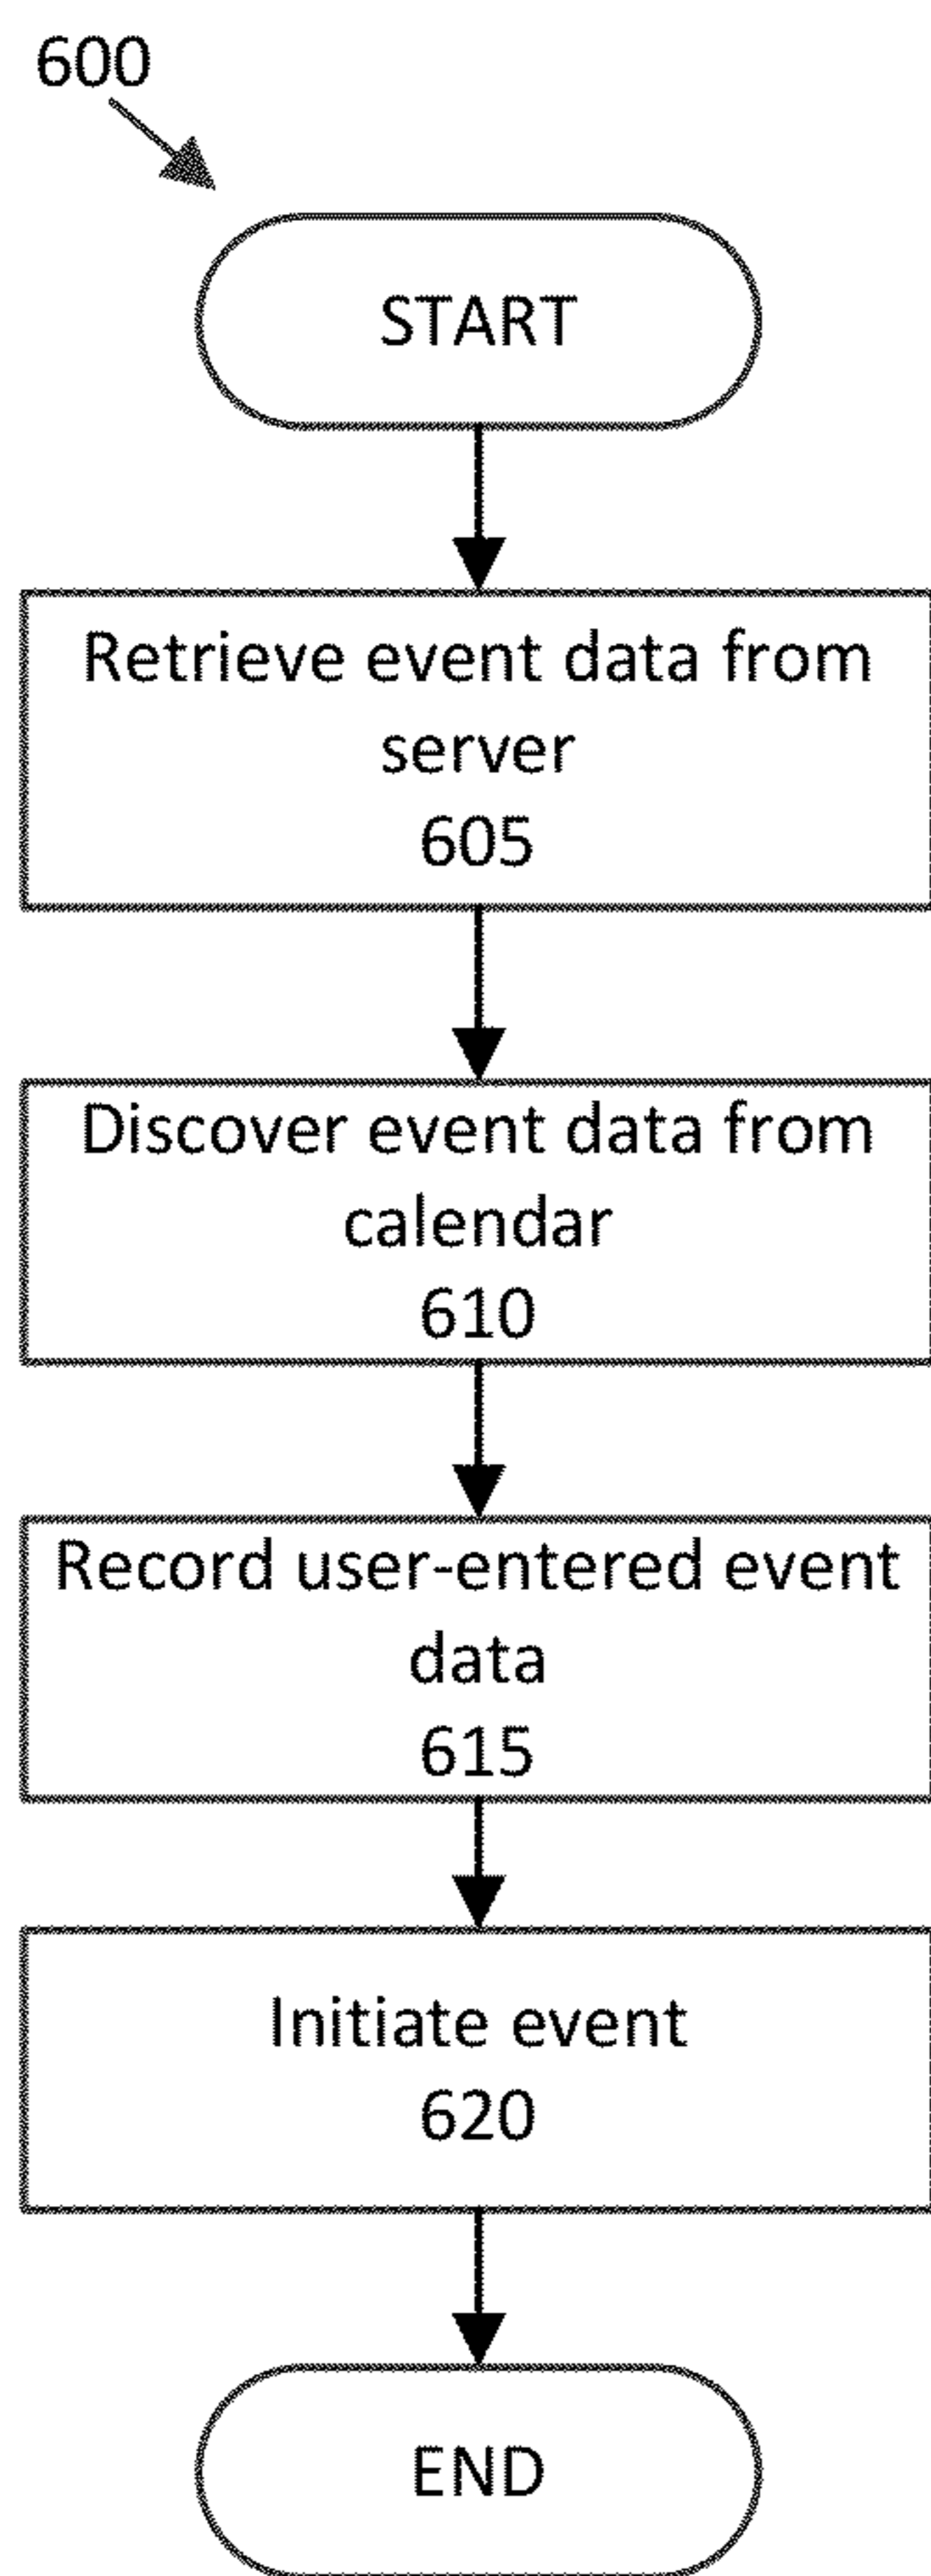 600
START
Retrieve event data from
server
605
Discover event data from
calendar
610
Record user-entered event
data
615
Initiate event
620
END